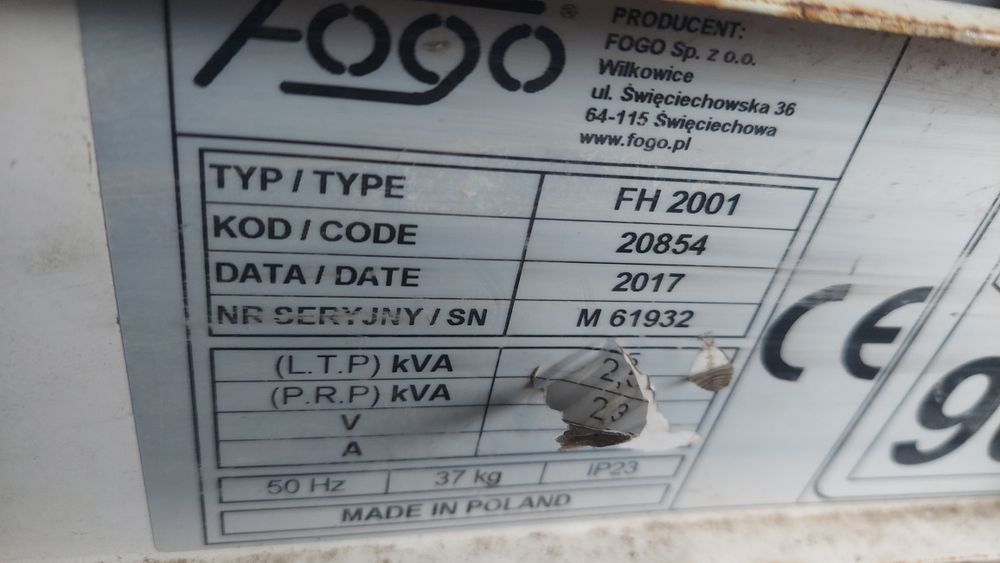 FOGO®
PRODUCENT:
FOGO Sp. z o.o.
Wilkowice
ul. Święciechowska 36
64-115 Święciechowa
www.fogo.pl
TYP / TYPE FH 2001
KOD / CODE 20854
DATA / DATE 2017
NR SERYJNY / SN M 61932
(L.T.P) kVA
(P.R.P) kVA
V
A
50 Hz 37 kg IP23
MADE IN POLAND
CE